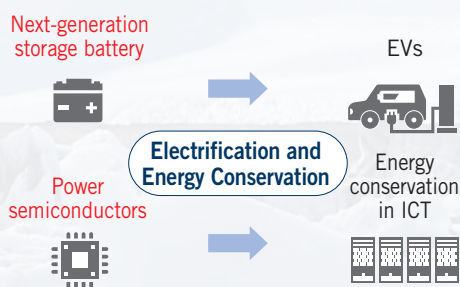 Next-generation
storage battery
EVs
Electrification and
Energy Conservation
Power
semiconductors
Energy
conservation
in ICT